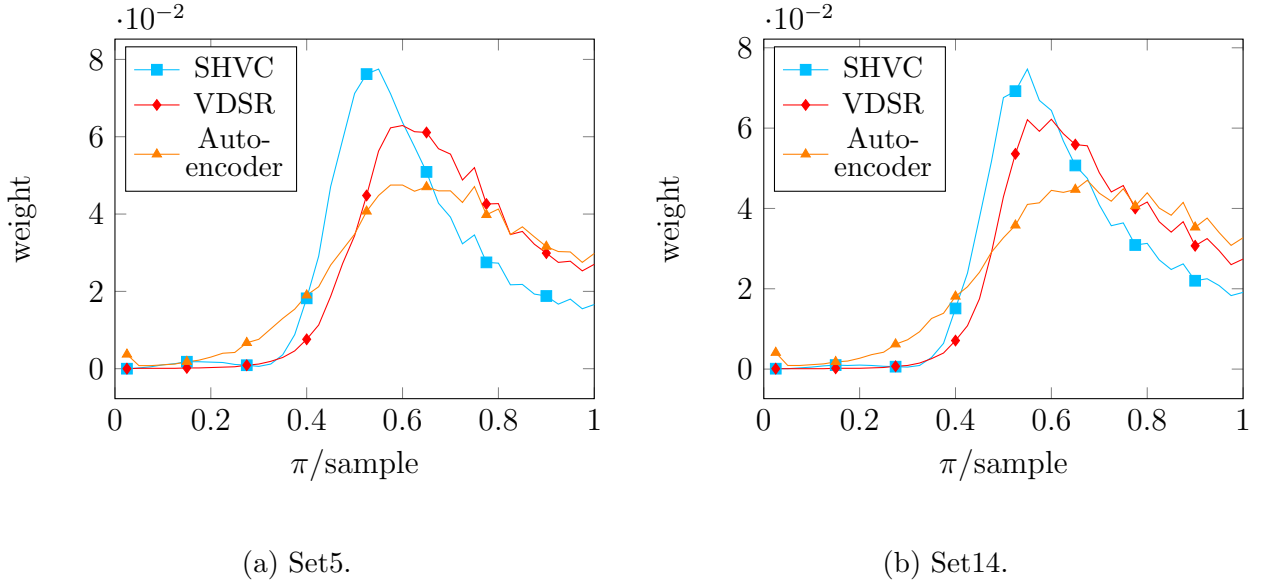 ·10−2
8
6
4
2
0
weight
SHVC
VDSR
Auto-
encoder
0 0.2 0.4 0.6 0.8 1
π/sample
(a) Set5.
·10−2
8
6
4
2
0
weight
SHVC
VDSR
Auto-
encoder
0 0.2 0.4 0.6 0.8 1
π/sample
(b) Set14.